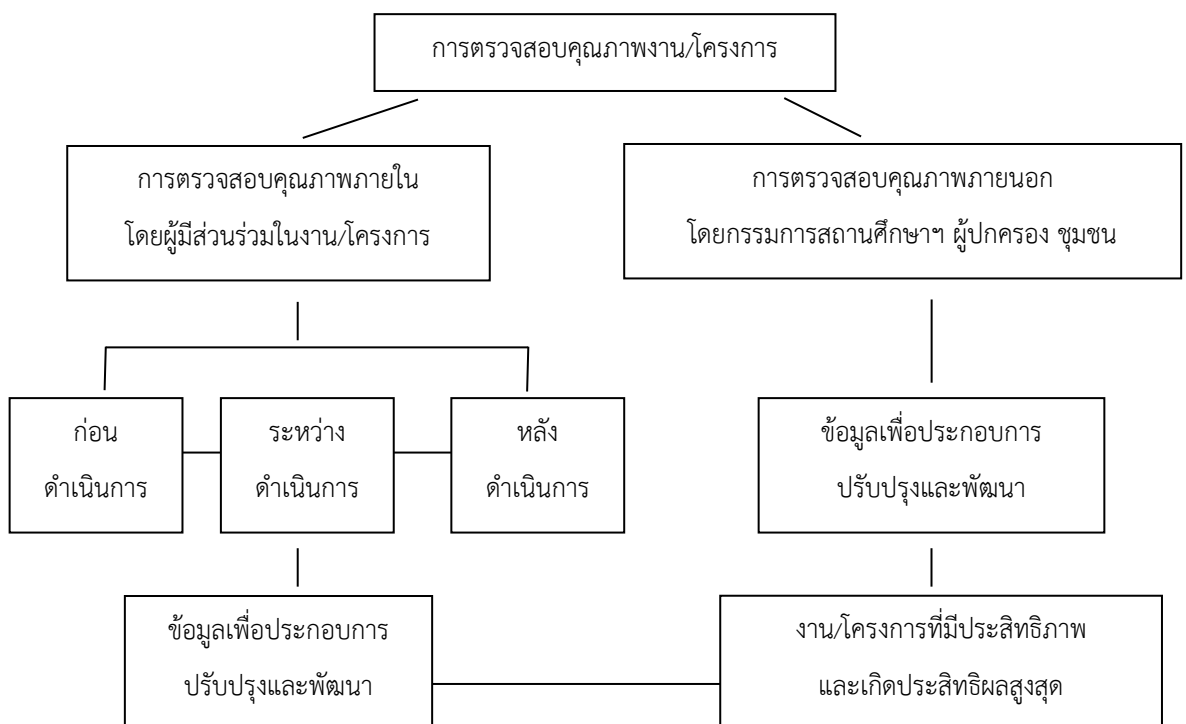 การตรวจสอบคุณภาพงาน/โครงการ
การตรวจสอบคุณภาพภายใน
โดยผู้มีส่วนร่วมในงาน/โครงการ
การตรวจสอบคุณภาพภายนอก
โดยกรรมการสถานศึกษาฯ ผู้ปกครอง ชุมชน
ก่อน
ดำเนินการ
ระหว่าง
ดำเนินการ
หลัง
ดำเนินการ
ข้อมูลเพื่อประกอบการ
ปรับปรุงและพัฒนา
ข้อมูลเพื่อประกอบการ
ปรับปรุงและพัฒนา
งาน/โครงการที่มีประสิทธิภาพ
และเกิดประสิทธิผลสูงสุด